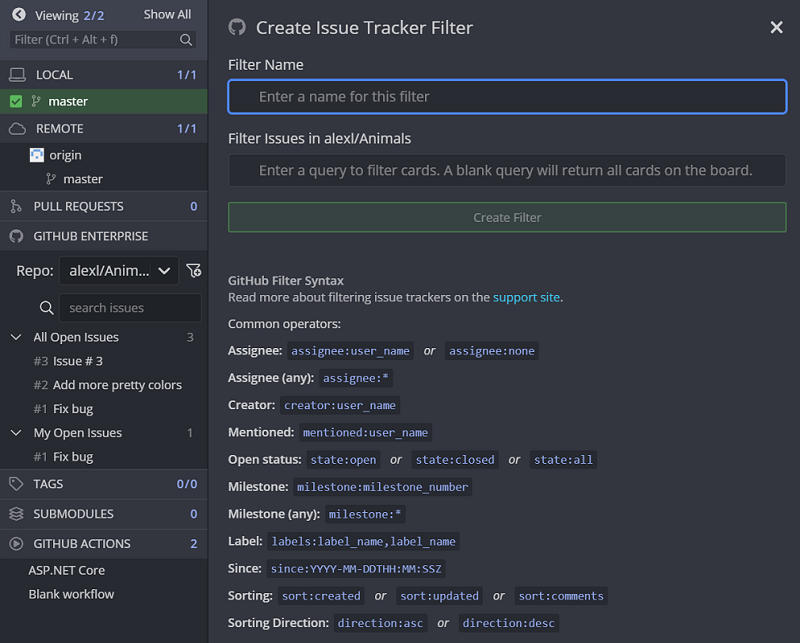 Viewing 2/2 Show All
Filter (Ctrl + Alt + f)
LOCAL 1/1
master
REMOTE 1/1
origin
master
PULL REQUESTS 0
GITHUB ENTERPRISE
Repo: alexl/Anim...
search issues
All Open Issues 3
#3 Issue # 3
#2 Add more pretty colors
#1 Fix bug
My Open Issues 1
#1 Fix bug
TAGS 0/0
SUBMODULES 0
GITHUB ACTIONS 2
ASP.NET Core
Blank workflow
Create Issue Tracker Filter
Filter Name
Enter a name for this filter
Filter Issues in alexl/Animals
Enter a query to filter cards. A blank query will return all cards on the board.
Create Filter
GitHub Filter Syntax
Read more about filtering issue trackers on the support site.
Common operators:
Assignee: assignee:user_name or assignee:none
Assignee (any): assignee:*
Creator: creator:user_name
Mentioned: mentioned:user_name
Open status: state:open or state:closed or state:all
Milestone: milestone:milestone_number
Milestone (any): milestone:*
Label: labels:label_name,label_name
Since: since:YYYY-MM-DDTHH:MM:SSZ
Sorting: sort:created or sort:updated or sort:comments
Sorting Direction: direction:asc or direction:desc